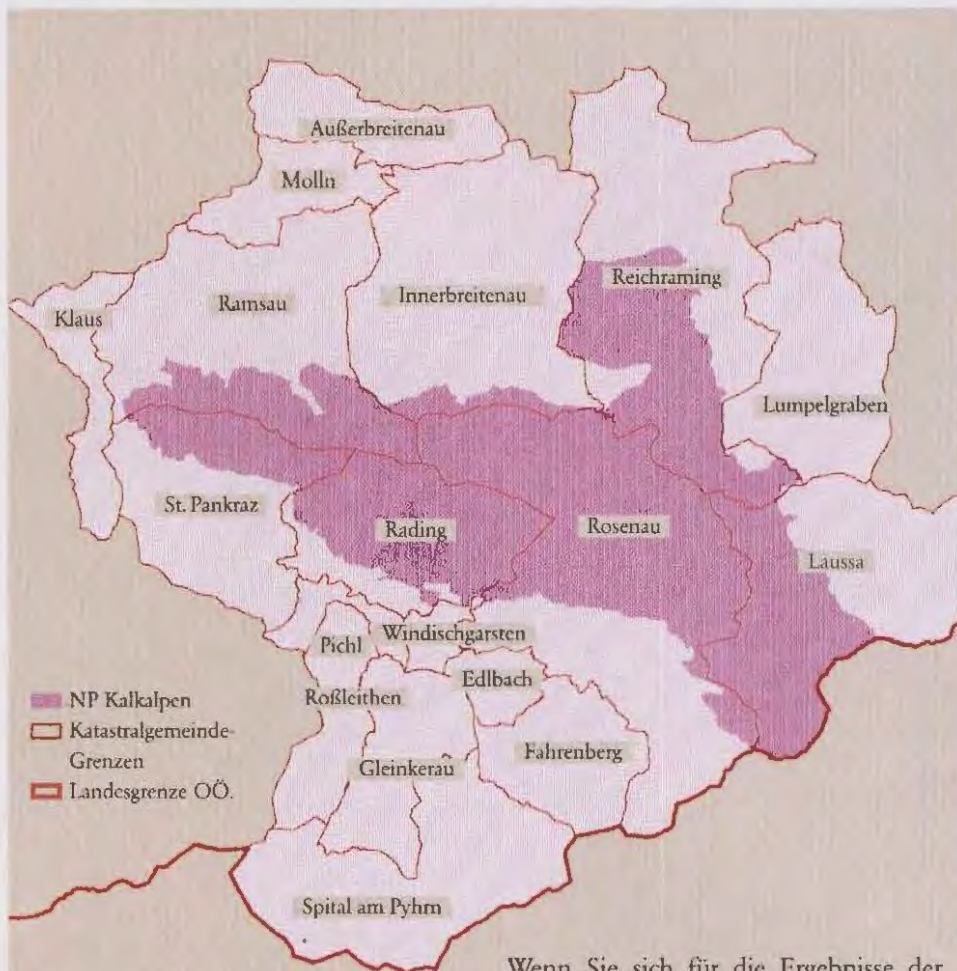 Außerbreitenau
Molln
Reichraming
Innerbreitenau
Ramsau
Klaus
Lumpelgraben
St. Pankraz
Rading
Rosenau
Laussa
Windischgarsten
Pichl
Edlbach
Roßleithen
NP Kalkalpen
Katastralgemeinde-
Grenzen
Landesgrenze OÖ.
Fahrenberg
Gleinkerau
Spital am Pyhrn
Wenn Sie sich für die Ergebnisse der